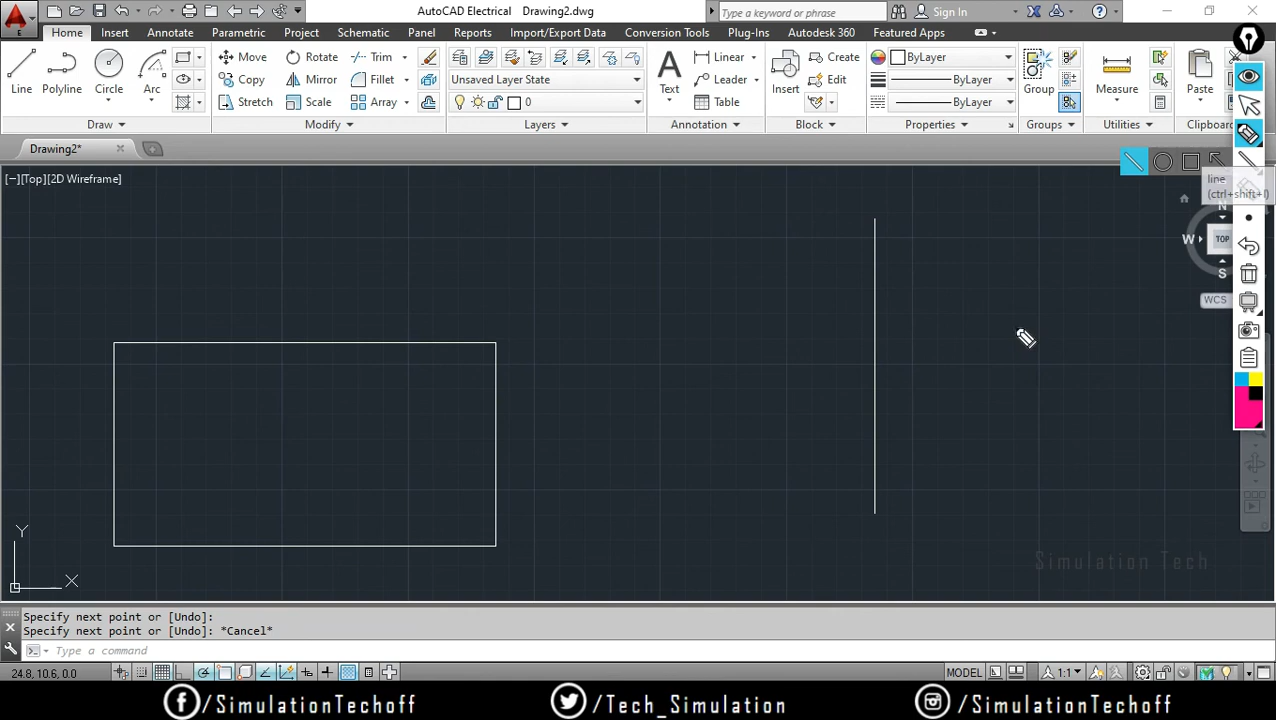 AutoCAD Electrical Drawing2.dwg
Type a keyword or phrase
Sign In
Home Insert Annotate Parametric Project Schematic Panel Reports Import/Export Data Conversion Tools Plug-Ins Autodesk 360 Featured Apps
Move Rotate Trim
Copy Mirror Fillet
Stretch Scale Array
Line Polyline Circle Arc
Unsaved Layer State
0
Text
Linear
Leader
Table
Insert
Create
Edit
ByLayer
ByLayer
ByLayer
Group
Measure
Paste
Draw Modify Layers Annotation Block Properties Groups Utilities Clipboard
Drawing2*
[−][Top][2D Wireframe]
line
(ctrl+shift+l)
N
W TOP
S
WCS
Y
X
Simulation Tech
Specify next point or [Undo]:
Specify next point or [Undo]: *Cancel*
Type a command
24.8, 10.6, 0.0
MODEL
1:1
/SimulationTechoff /Tech_Simulation /SimulationTechoff